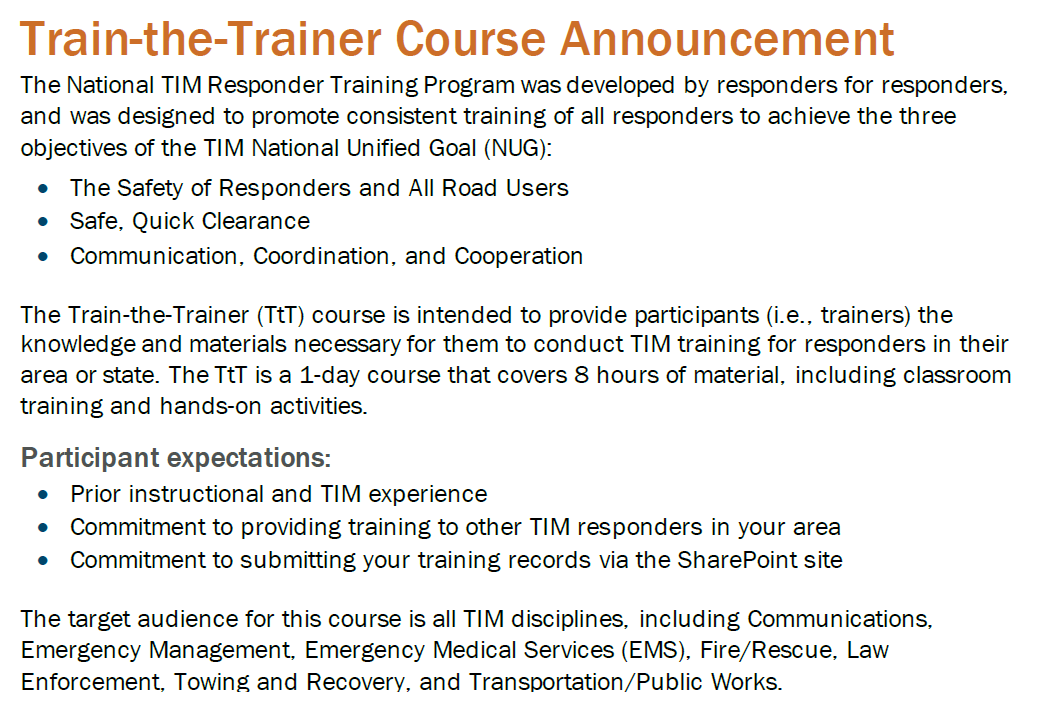 Train-the-Trainer Course Announcement
The National TIM Responder Training Program was developed by responders for responders,
and was designed to promote consistent training of all responders to achieve the three
objectives of the TIM National Unified Goal (NUG):
• The Safety of Responders and All Road Users
• Safe, Quick Clearance
• Communication, Coordination, and Cooperation
The Train-the-Trainer (TtT) course is intended to provide participants (i.e., trainers) the
knowledge and materials necessary for them to conduct TIM training for responders in their
area or state. The TtT is a 1-day course that covers 8 hours of material, including classroom
training and hands-on activities.
Participant expectations:
• Prior instructional and TIM experience
• Commitment to providing training to other TIM responders in your area
• Commitment to submitting your training records via the SharePoint site
The target audience for this course is all TIM disciplines, including Communications,
Emergency Management, Emergency Medical Services (EMS), Fire/Rescue, Law
Enforcement, Towing and Recovery, and Transportation/Public Works.